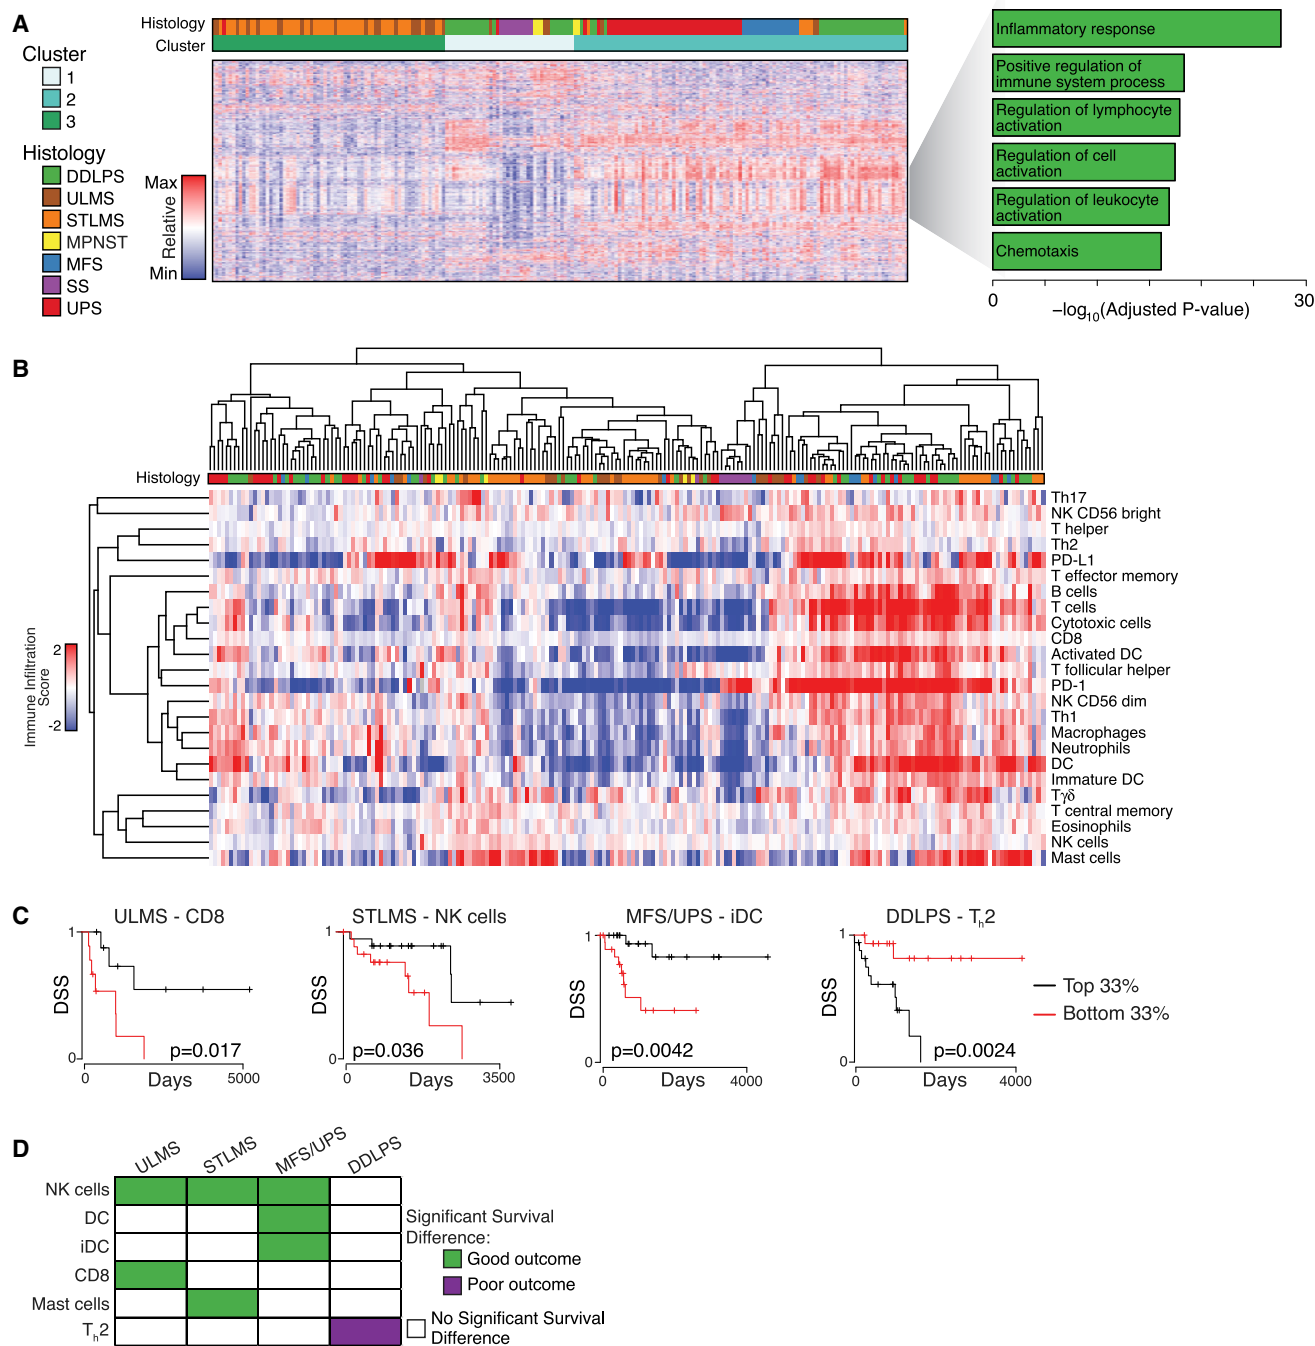 A
Histology
Cluster
Cluster
1
2
3
Histology
DDLPS
ULMS
STLMS
MPNST
MFS
SS
UPS
Max
Relative
Min
Inflammatory response
Positive regulation of
immune system process
Regulation of lymphocyte
activation
Regulation of cell
activation
Regulation of leukocyte
activation
Chemotaxis
0
30
−log10(Adjusted P-value)
B
Histology
Immune Infiltration
Score
2
-2
Th17
NK CD56 bright
T helper
Th2
PD-L1
T effector memory
B cells
T cells
Cytotoxic cells
CD8
Activated DC
T follicular helper
PD-1
NK CD56 dim
Th1
Macrophages
Neutrophils
DC
Immature DC
Tγδ
T central memory
Eosinophils
NK cells
Mast cells
C
ULMS - CD8
1
DSS
0
p=0.017
0
Days
5000
STLMS - NK cells
1
DSS
0
p=0.036
0
Days
3500
MFS/UPS - iDC
1
DSS
0
p=0.0042
0
Days
4000
DDLPS - Th2
1
DSS
0
p=0.0024
0
Days
4000
Top 33%
Bottom 33%
D
ULMS
STLMS
MFS/UPS
DDLPS
NK cells
DC
iDC
CD8
Mast cells
Th2
Significant Survival
Difference:
Good outcome
Poor outcome
No Significant Survival
Difference